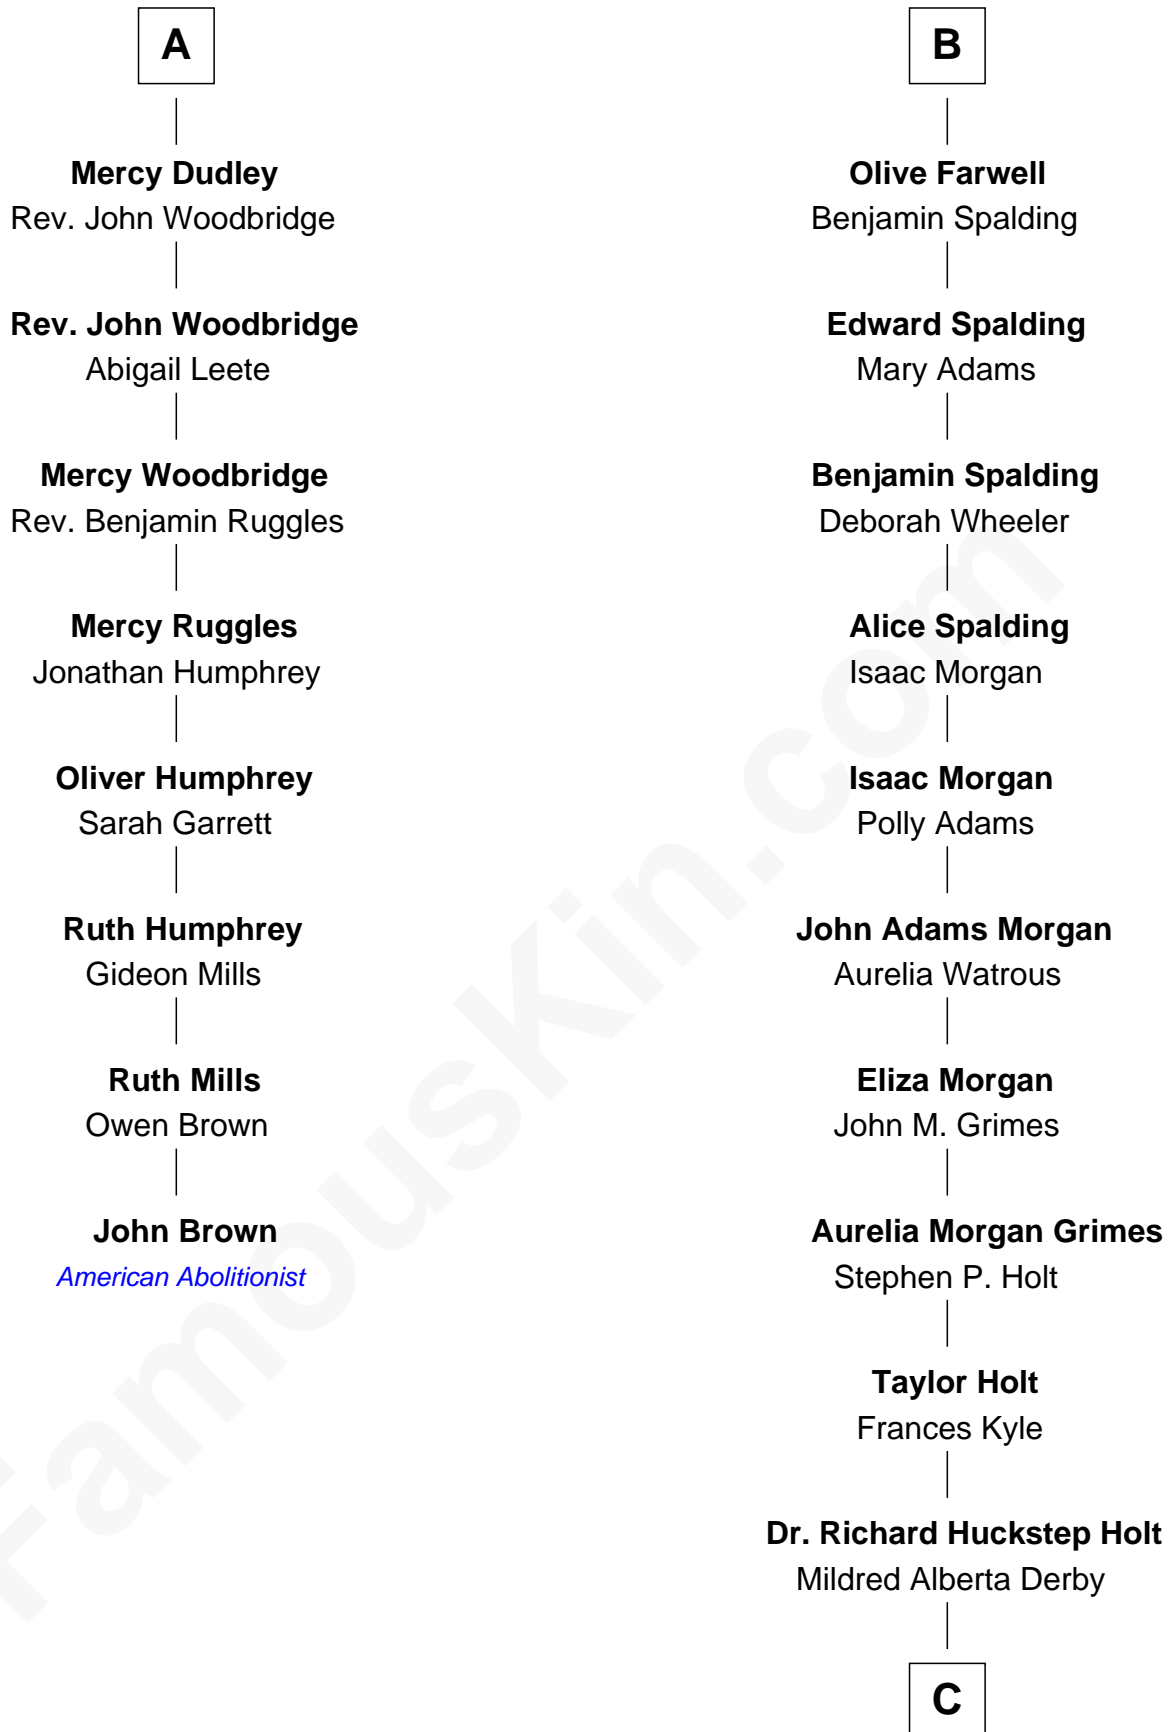 A
Mercy Dudley
Rev. John Woodbridge
Rev. John Woodbridge
Abigail Leete
Mercy Woodbridge
Rev. Benjamin Ruggles
Mercy Ruggles
Jonathan Humphrey
Oliver Humphrey
Sarah Garrett
Ruth Humphrey
Gideon Mills
Ruth Mills
Owen Brown
John Brown
American Abolitionist
B
Olive Farwell
Benjamin Spalding
Edward Spalding
Mary Adams
Benjamin Spalding
Deborah Wheeler
Alice Spalding
Isaac Morgan
Isaac Morgan
Polly Adams
John Adams Morgan
Aurelia Watrous
Eliza Morgan
John M. Grimes
Aurelia Morgan Grimes
Stephen P. Holt
Taylor Holt
Frances Kyle
Dr. Richard Huckstep Holt
Mildred Alberta Derby
C
FamousKin.com